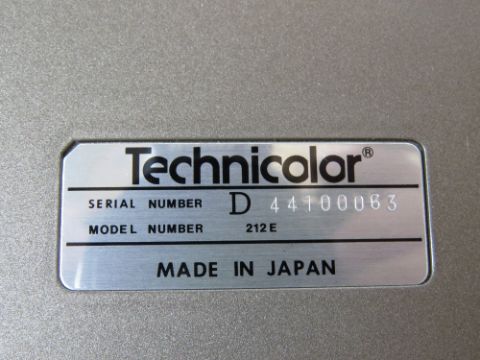 Technicolor®
SERIAL NUMBER D 44100063
MODEL NUMBER 212E
MADE IN JAPAN